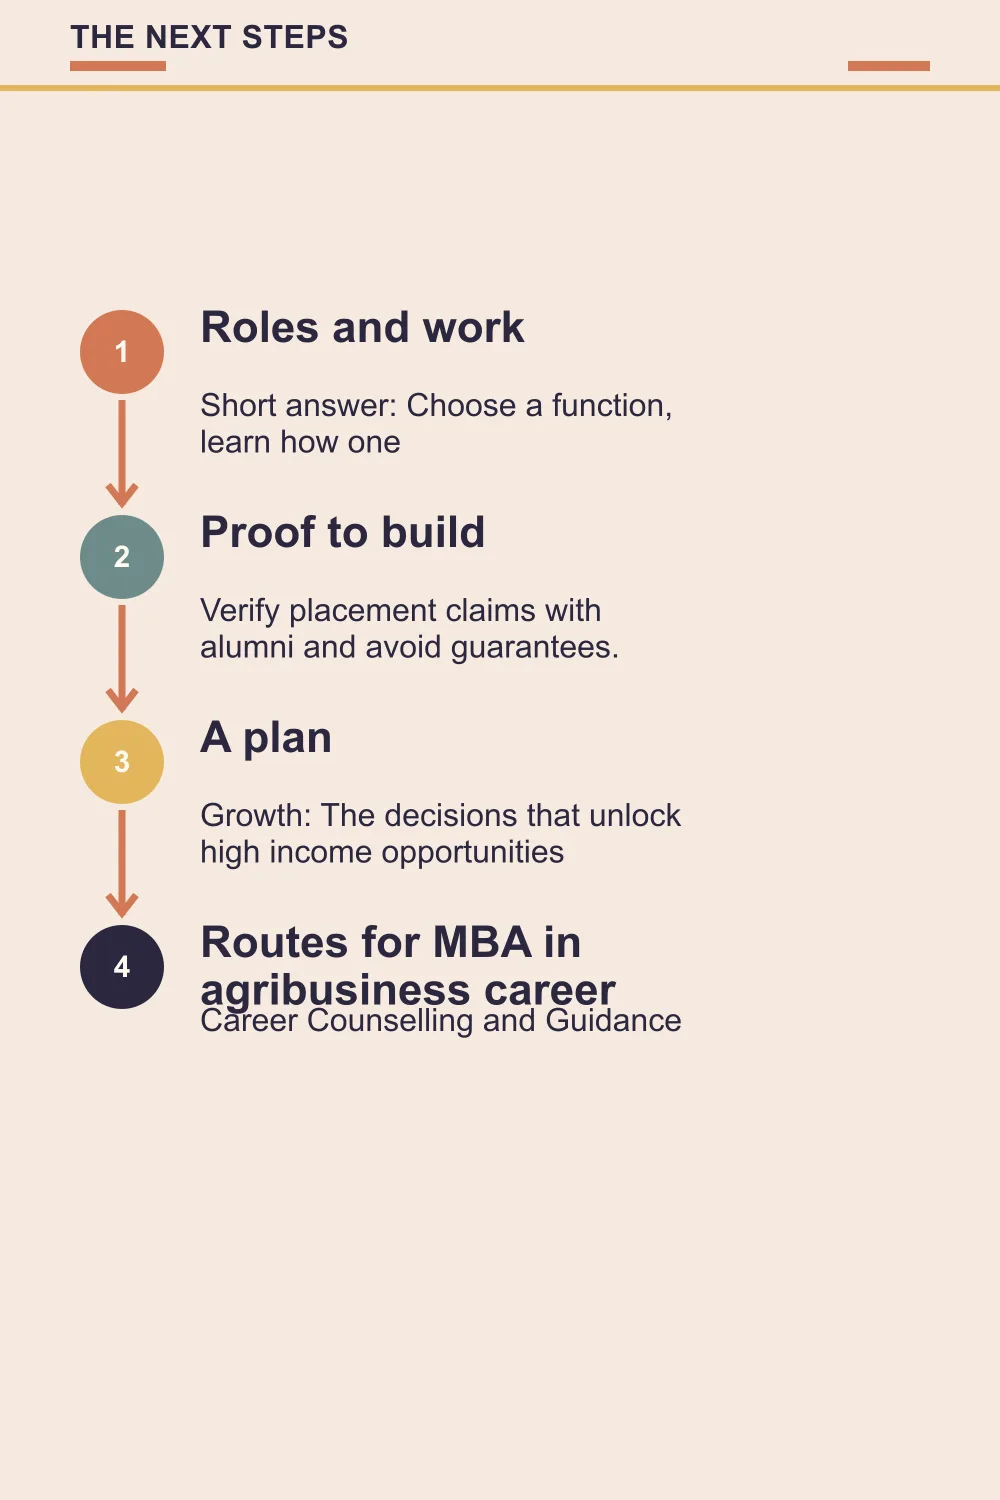 THE NEXT STEPS
1
Roles and work
Short answer: Choose a function,
learn how one
2
Proof to build
Verify placement claims with
alumni and avoid guarantees.
3
A plan
Growth: The decisions that unlock
high income opportunities
4
Routes for MBA in
agribusiness career
Career Counselling and Guidance